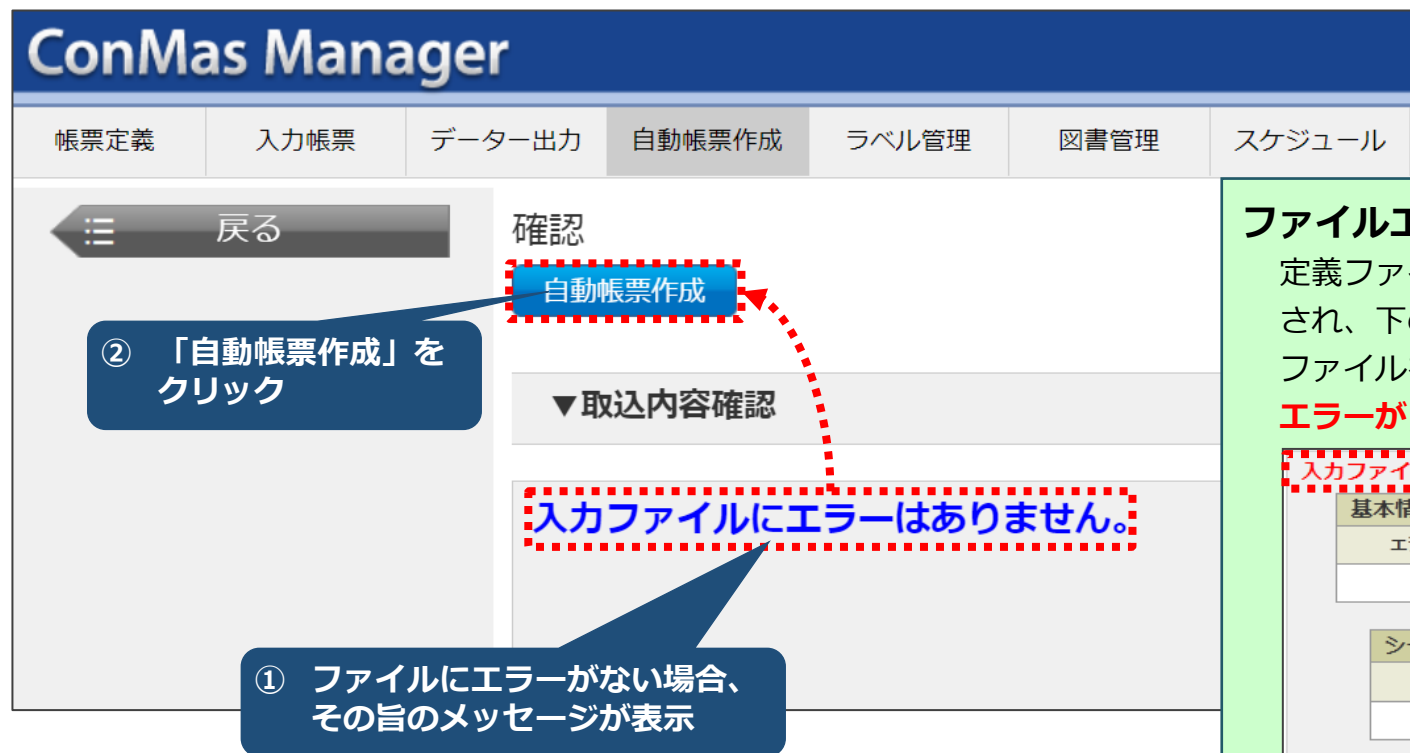 ConMas Manager
帳票定義 入力帳票 データー出力 自動帳票作成 ラベル管理 図書管理 スケジュール
戻る
確認
自動帳票作成
② 「自動帳票作成」を
クリック
▼取込内容確認
入力ファイルにエラーはありません。
① ファイルにエラーがない場合、
その旨のメッセージが表示
ファイルエ
定義ファ
され、下
ファイル
エラーが
入力ファイ
基本情
エ
シ